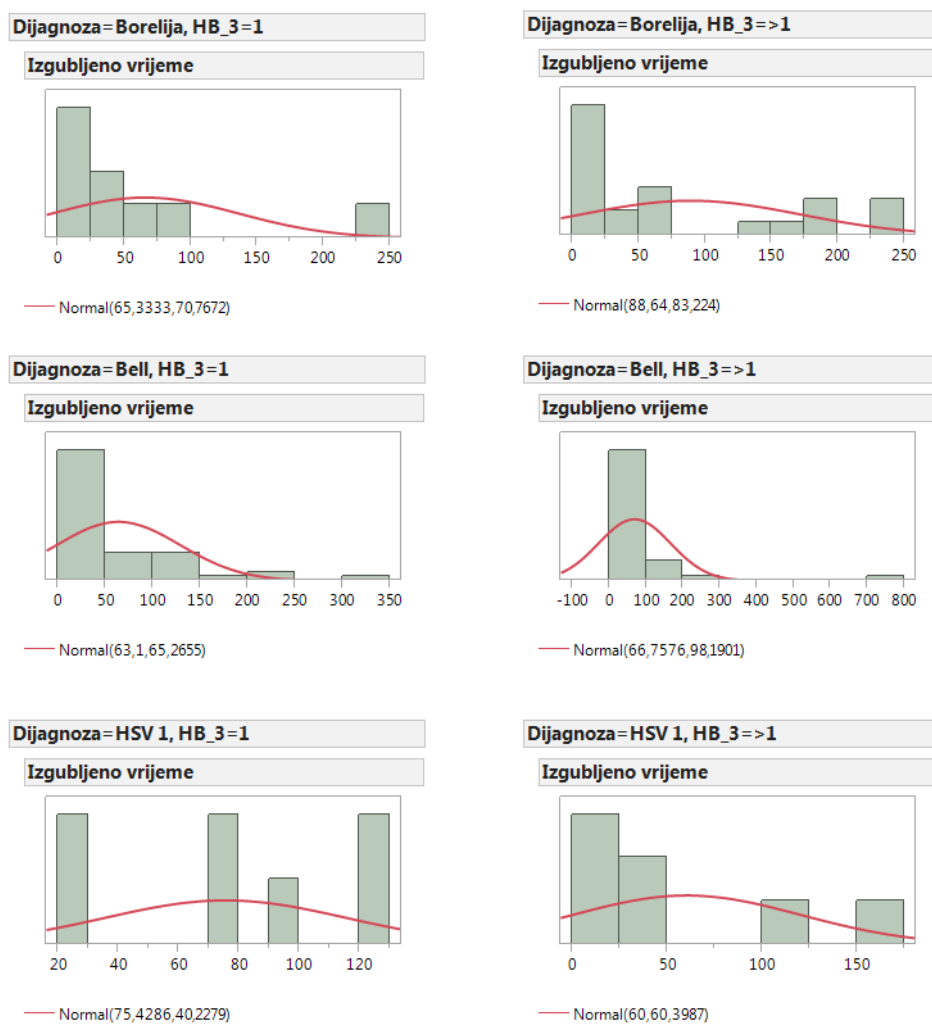 Dijagnoza=Borelija, HB_3=1
Izgubljeno vrijeme
0 50 100 150 200 250
Normal(65,3333,70,7672)
Dijagnoza=Borelija, HB_3=>1
Izgubljeno vrijeme
0 50 100 150 200 250
Normal(88,64,83,224)
Dijagnoza=Bell, HB_3=1
Izgubljeno vrijeme
0 50 100 150 200 250 300 350
Normal(63,1,65,2655)
Dijagnoza=Bell, HB_3=>1
Izgubljeno vrijeme
-100 0 100 200 300 400 500 600 700 800
Normal(66,7576,98,1901)
Dijagnoza=HSV 1, HB_3=1
Izgubljeno vrijeme
20 40 60 80 100 120
Normal(75,4286,40,2279)
Dijagnoza=HSV 1, HB_3=>1
Izgubljeno vrijeme
0 50 100 150
Normal(60,60,3987)